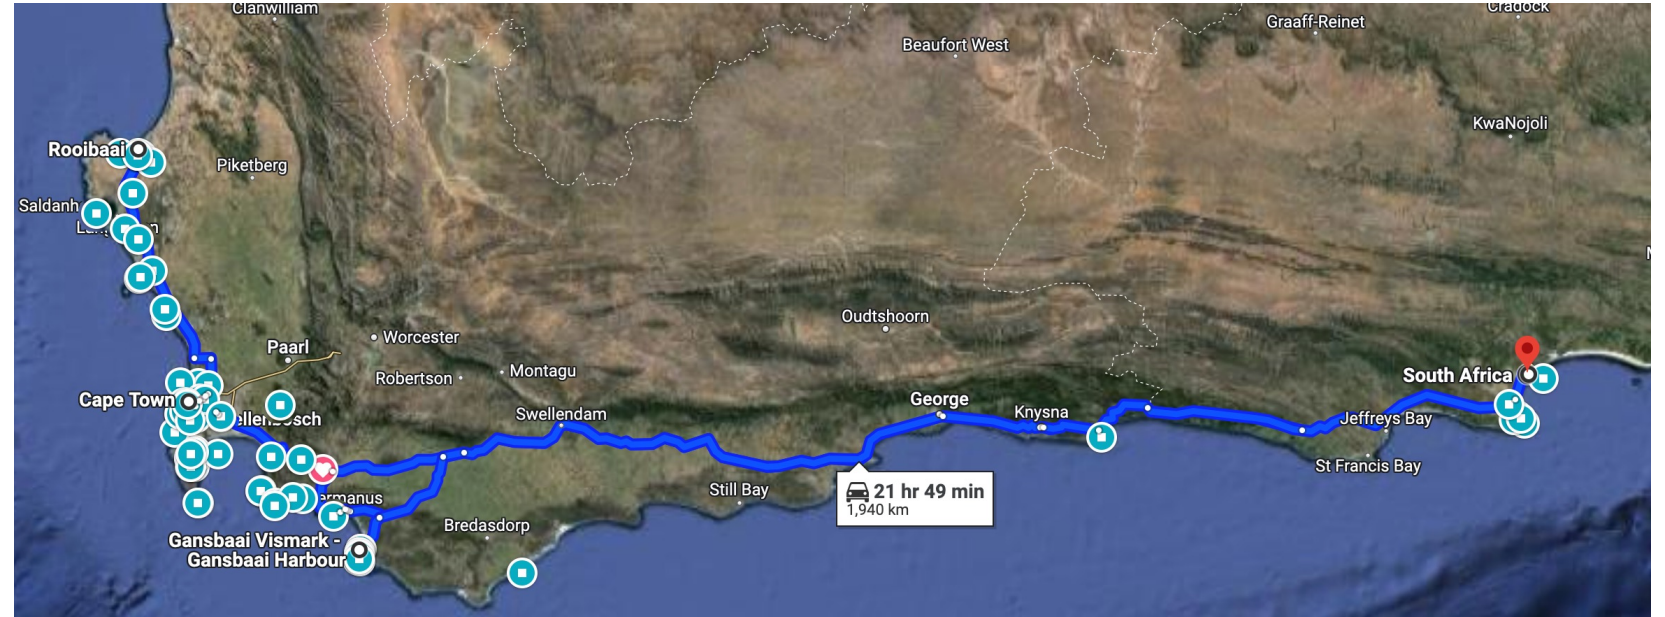 Clanwilliam
Cradock
Graaff-Reinet
Beaufort West
KwaNojoli
Rooibaai
Piketberg
Saldanh
Oudtshoorn
Worcester
Paarl
Montagu
Robertson
South Africa
Cape Town
George
Swellendam
Knysna
ellenbosch
Jeffreys Bay
St Francis Bay
Still Bay
21 hr 49 min
1,940 km
ermanus
Bredasdorp
Gansbaai Vismark -
Gansbaai Harbour